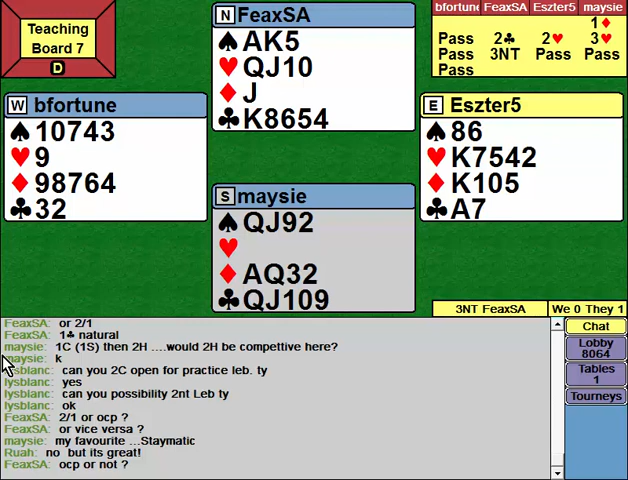 Teaching
Board 7
D
N FeaxSA
♠ AK5
♥ QJ10
♦ J
♣ K8654
bfortune FeaxSA Eszter5 maysie
1♦
Pass 2♣ 2♥ 3♥
Pass 3NT Pass Pass
Pass
W bfortune
♠ 10743
♥ 9
♦ 98764
♣ 32
E Eszter5
♠ 86
♥ K7542
♦ K105
♣ A7
S maysie
♠ QJ92
♥
♦ AQ32
♣ QJ109
3NT FeaxSA We 0 They 1
FeaxSA: or 2/1
FeaxSA: 1♣ natural
maysie: 1C (1S) then 2H ....would 2H be compettive here?
maysie: k
lysblanc: can you 2C open for practice leb. ty
lysblanc: yes
lysblanc: can you possibility 2nt Leb ty
lysblanc: ok
FeaxSA: 2/1 or ocp ?
FeaxSA: or vice versa ?
maysie: my favourite ...Staymatic
Ruah: no but its great!
FeaxSA: ocp or not ?
Chat
Lobby
8064
Tables
1
Tourneys